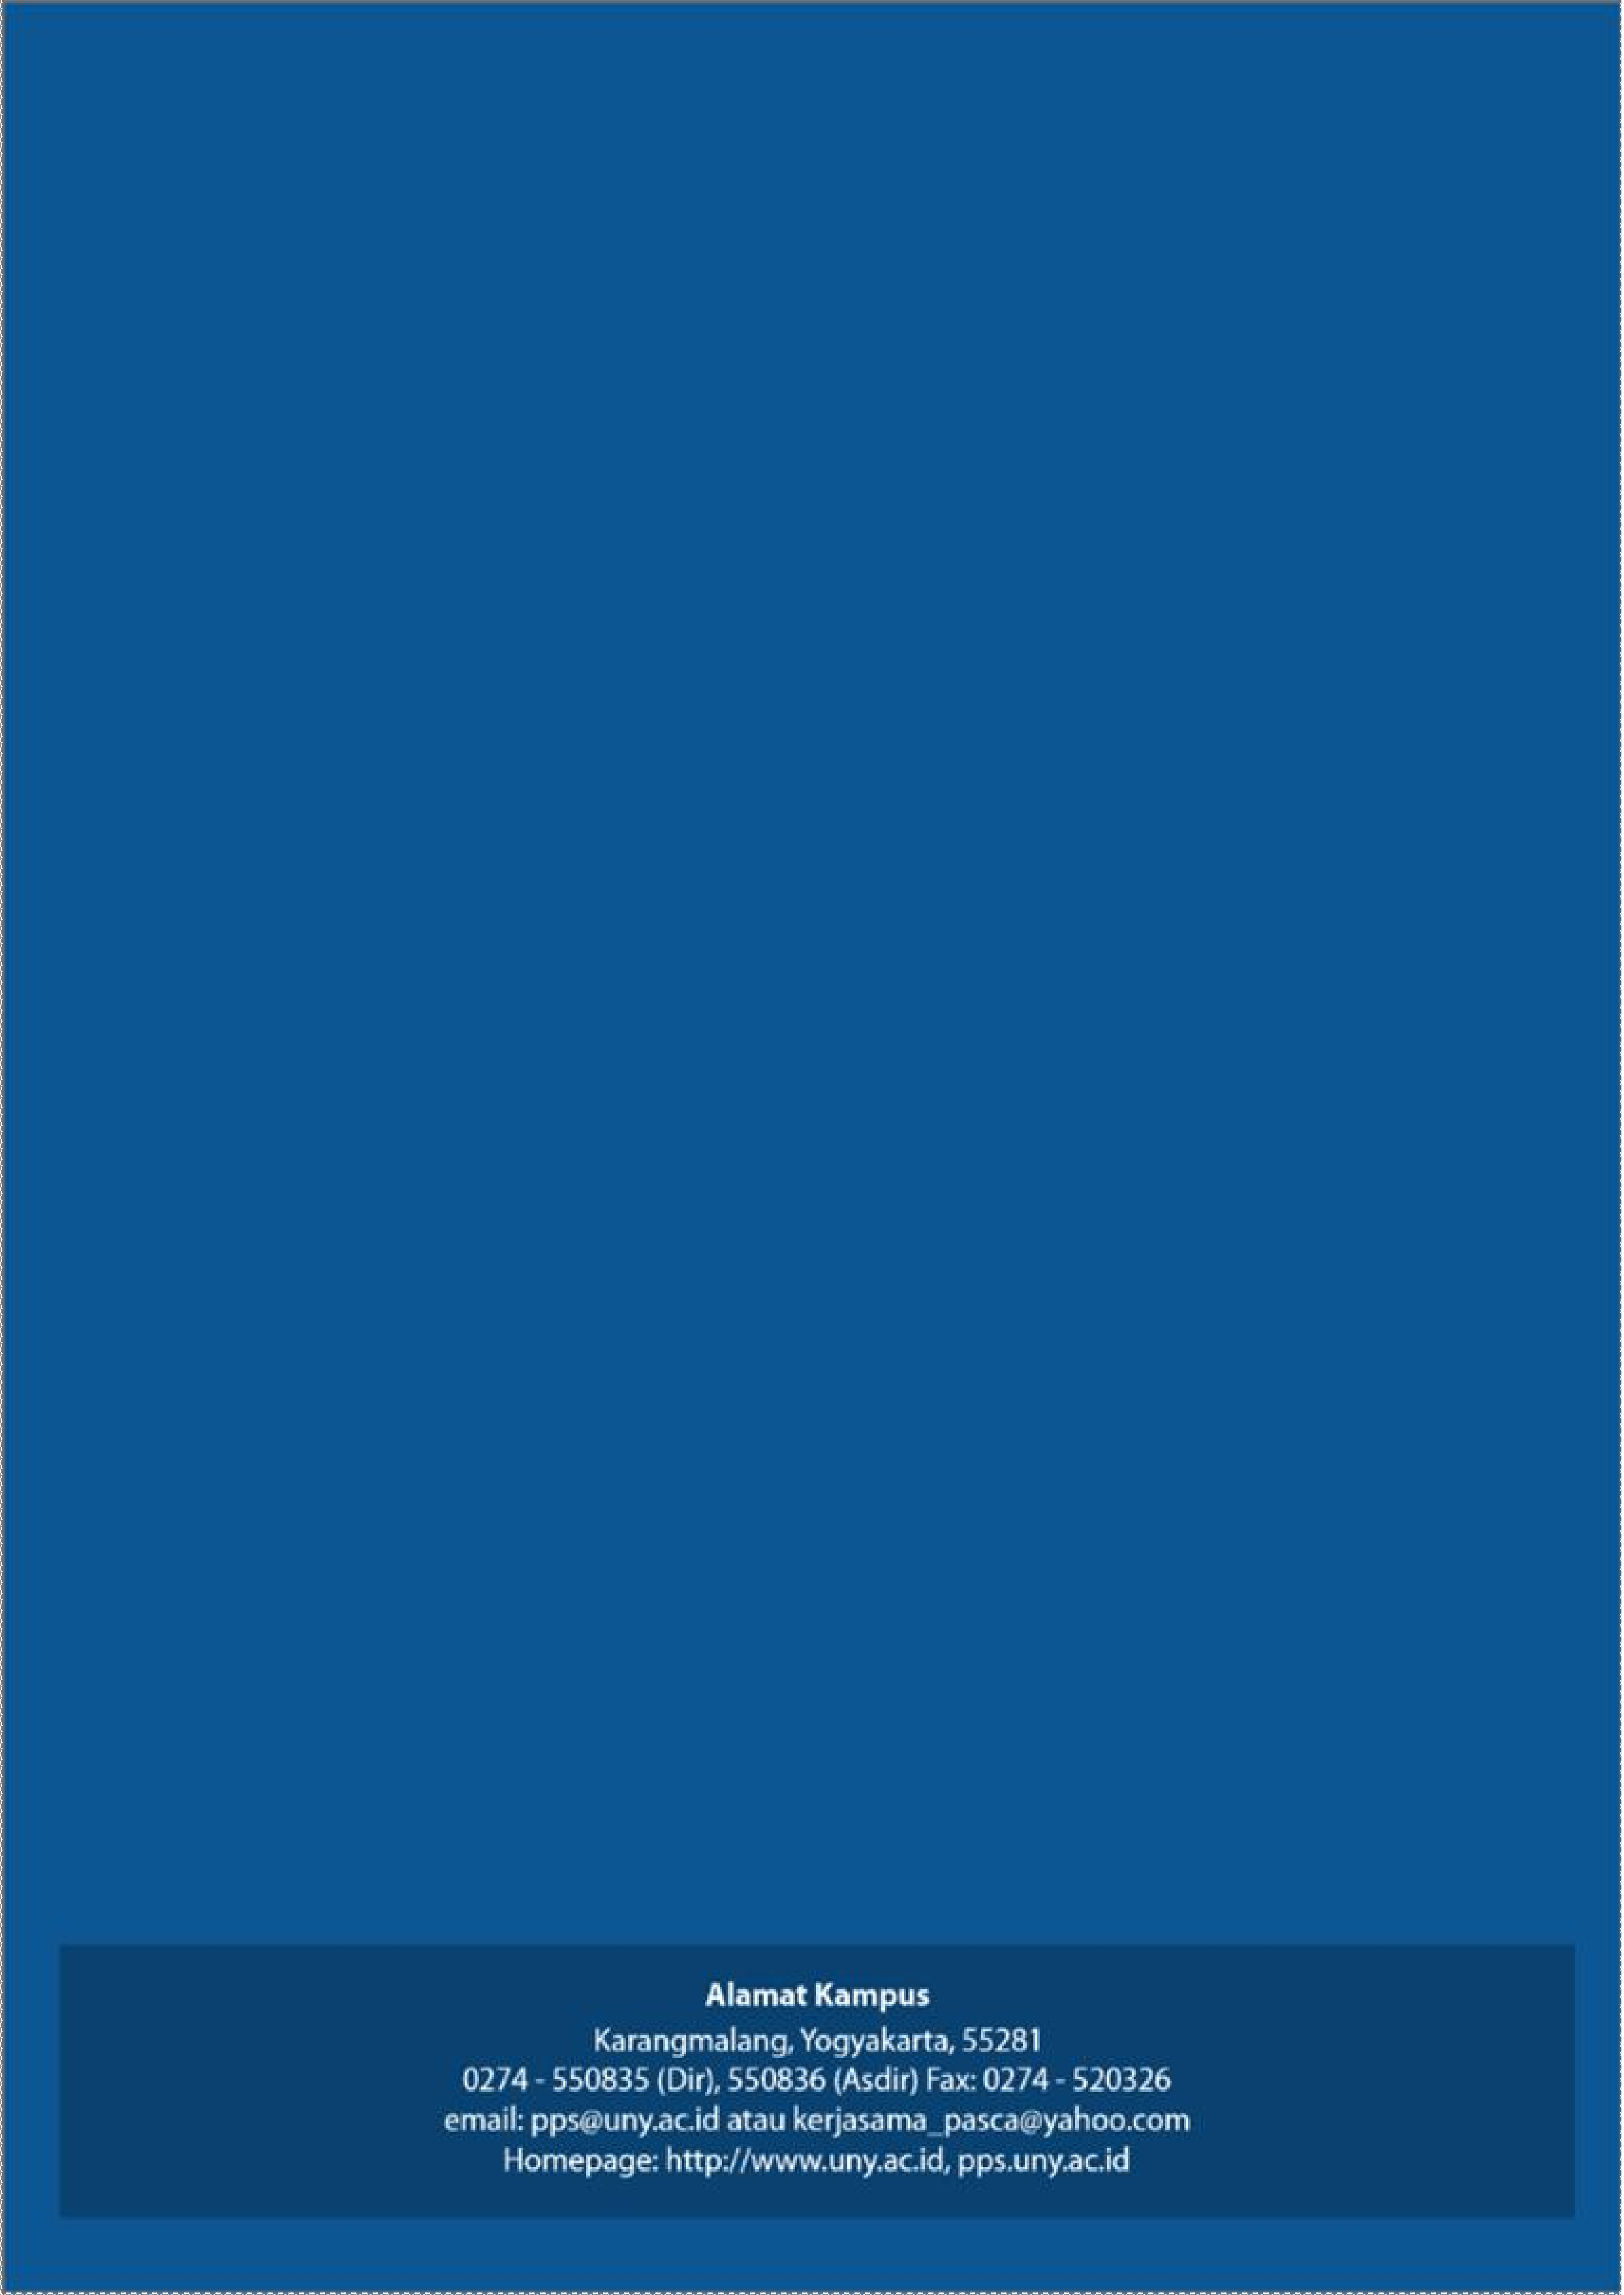 Alamat Kampus
Karangmalang, Yogyakarta, 55281
0274 - 550835 (Dir), 550836 (Asdir) Fax: 0274 - 520326
email: pps@uny.ac.id atau kerjasama_pasca@yahoo.com
Homepage: http://www.uny.ac.id, pps.uny.ac.id